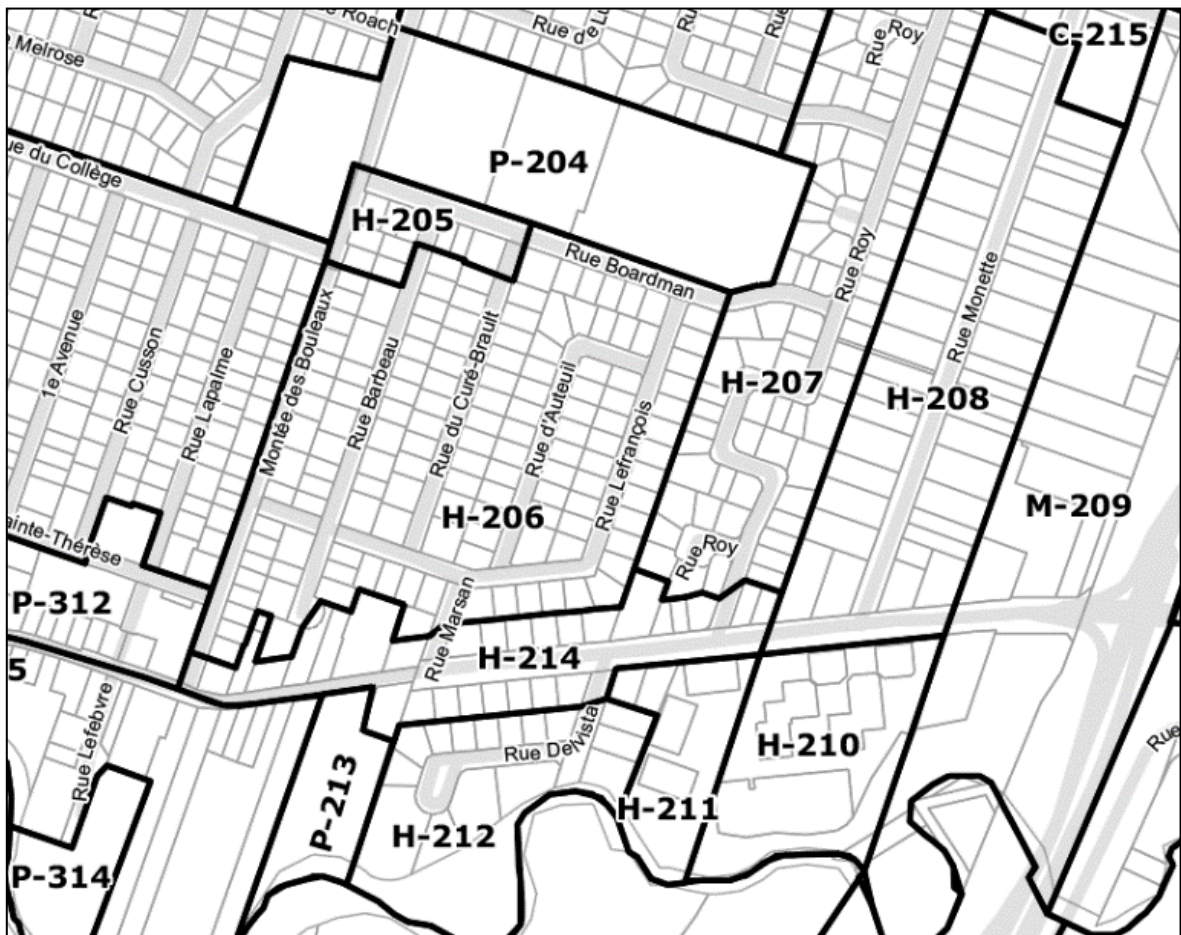 Roach
Rue de Lu
Ru
Rue
Rue Roy
C-215
Melrose
P-204
ue du Collège
H-205
Rue Boardman
Rue Roy
Rue Monette
1e Avenue
Rue Cusson
Rue Lapalme
Montée des Bouleaux
Rue Barbeau
Rue du Curé-Brault
Rue d'Auteuil
Rue Lefrançois
H-207
H-208
H-206
M-209
ainte-Thérèse
Rue Roy
P-312
Rue Marsan
H-214
5
Rue Lefebvre
Rue Delvista
H-210
Rue
P-213
H-211
H-212
P-314